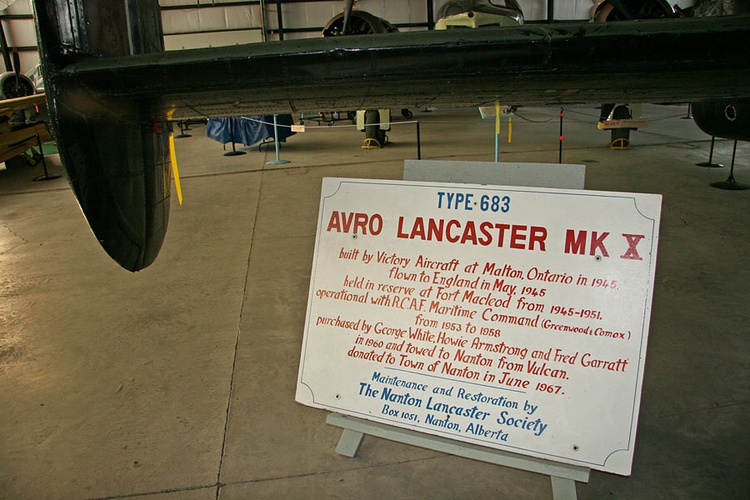 TYPE·683
AVRO LANCASTER MK X
built by Victory Aircraft at Malton, Ontario in 1945.
flown to England in May, 1945
held in reserve at Fort Macleod from 1945-1951.
operational with R.C.A.F. Maritime Command (Greenwood & Comox)
from 1953 to 1958
purchased by George White, Howie Armstrong and Fred Garratt
in 1960 and towed to Nanton from Vulcan.
donated to Town of Nanton in June 1967.
Maintenance and Restoration by
The Nanton Lancaster Society
Box 1051, Nanton, Alberta